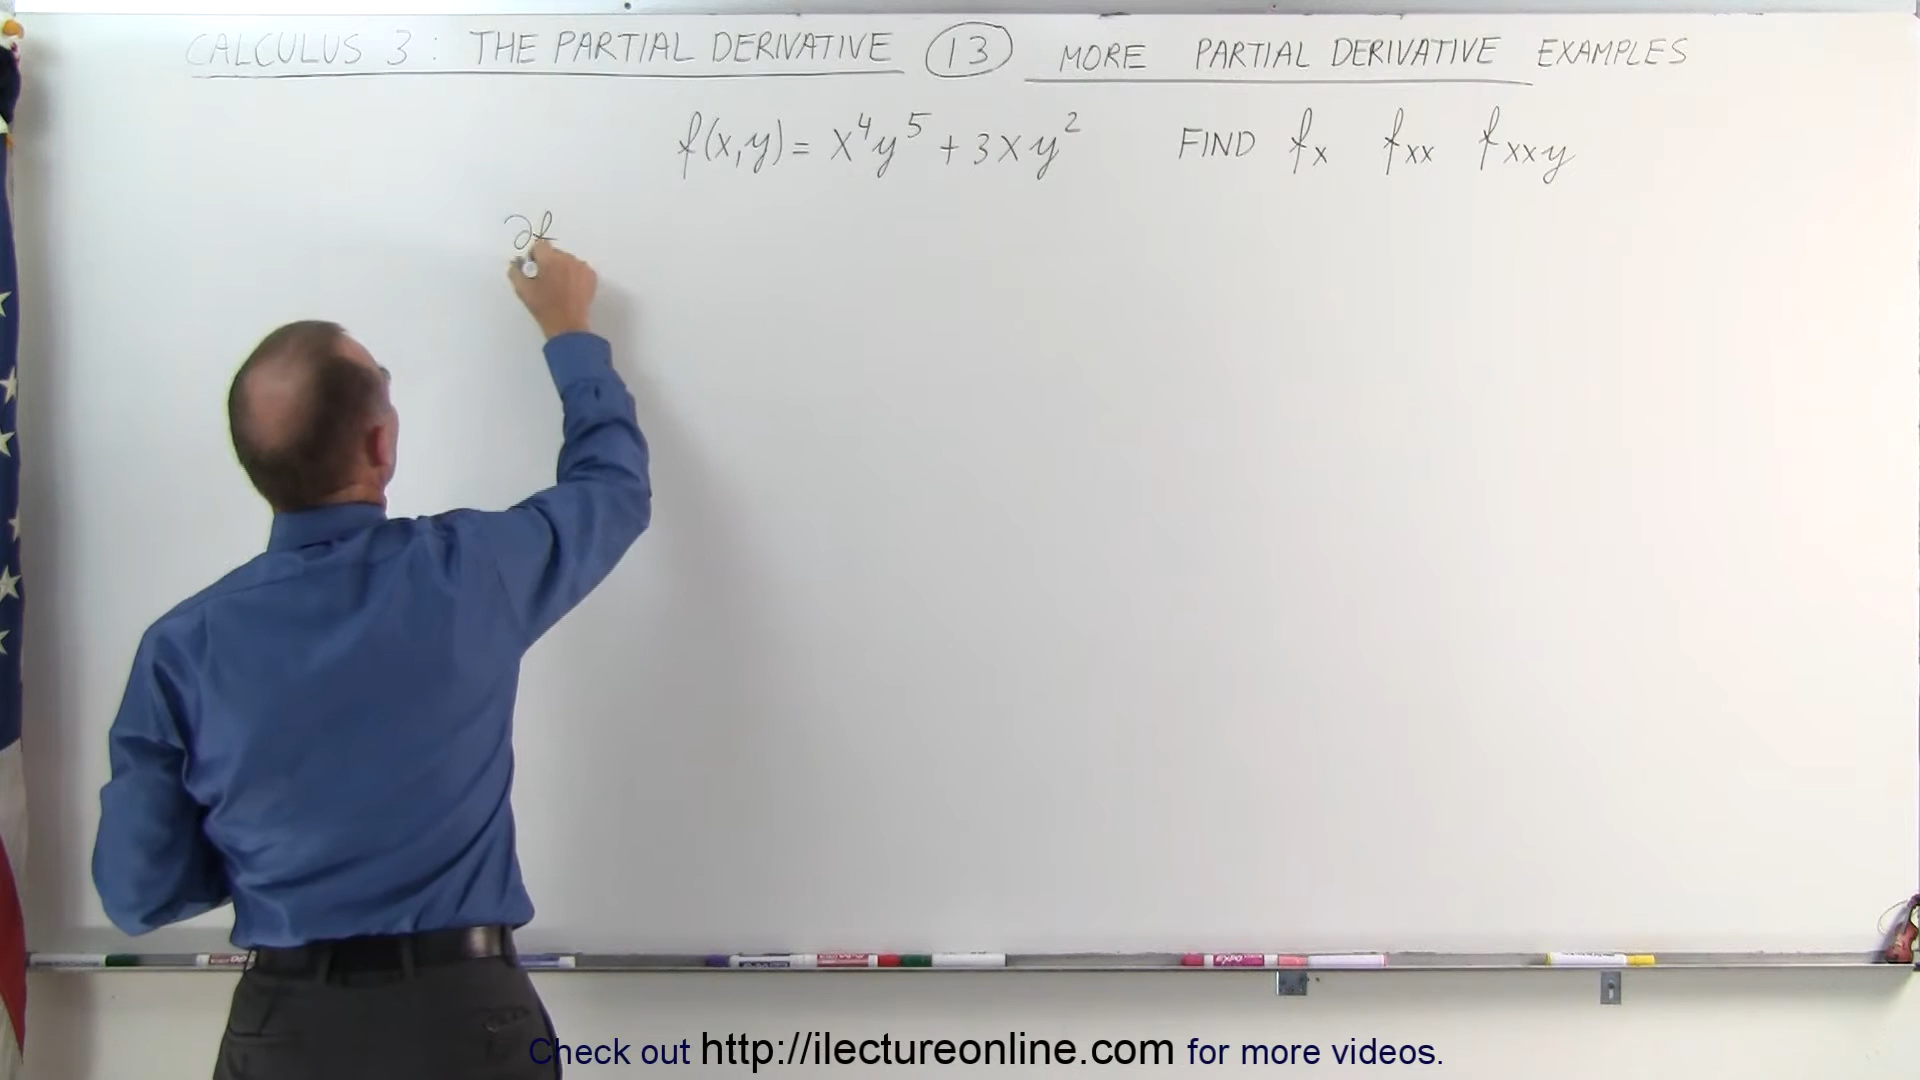 CALCULUS 3 : THE PARTIAL DERIVATIVE 13 MORE PARTIAL DERIVATIVE EXAMPLES
f(x,y) = x⁴y⁵ + 3xy² FIND fₓ fₓₓ fₓₓy
∂f
Check out http://ilectureonline.com for more videos.